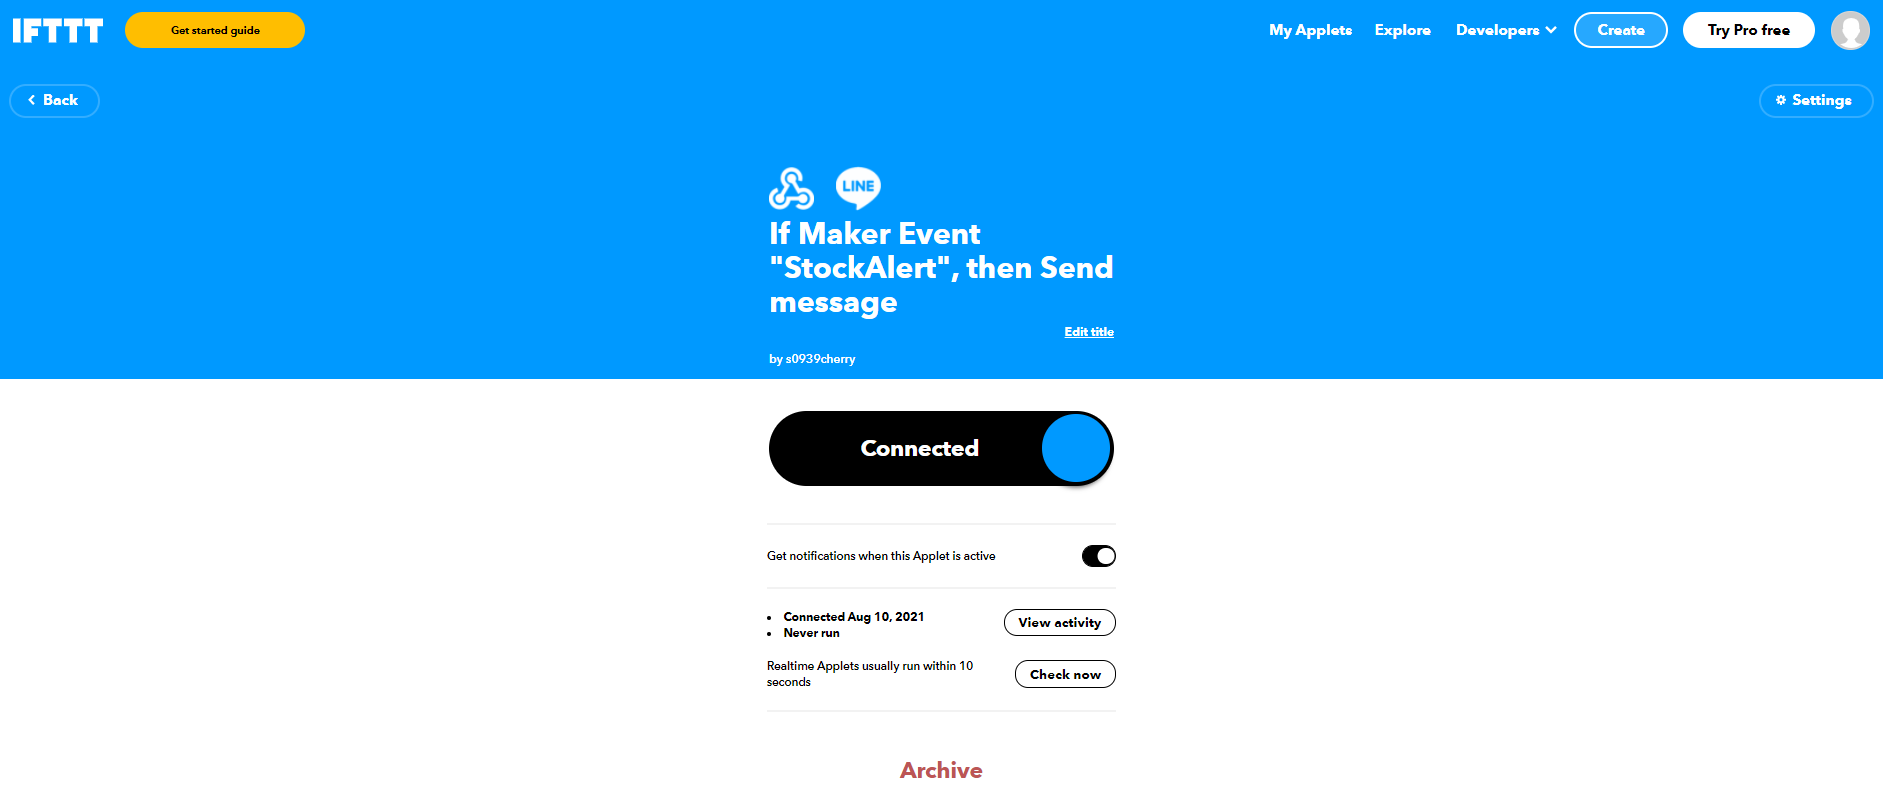 IFTTT
Get started guide
My Applets
Explore
Developers
Create
Try Pro free
Back
Settings
LINE
If Maker Event
"StockAlert", then Send
message
Edit title
by s0939cherry
Connected
Get notifications when this Applet is active
Connected Aug 10, 2021
Never run
View activity
Realtime Applets usually run within 10
seconds
Check now
Archive